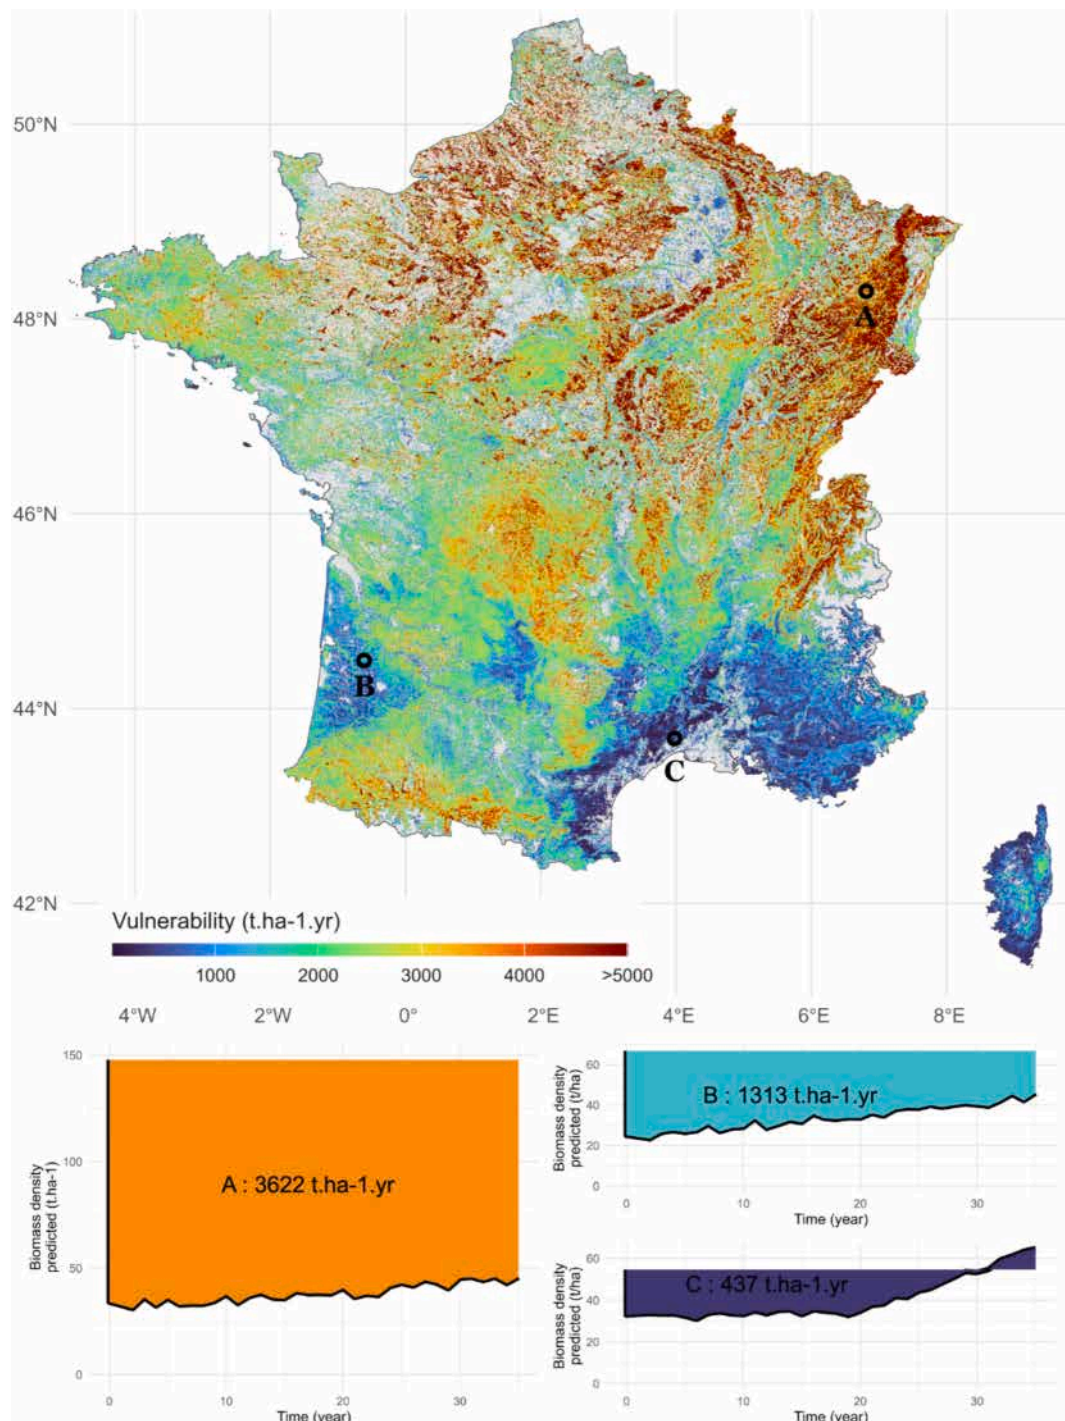 50°N
48°N
A
46°N
B
44°N
C
42°N
Vulnerability (t.ha-1.yr)
1000 2000 3000 4000 >5000
4°W 2°W 0° 2°E 4°E 6°E 8°E
150
100
50
0
Biomass density
predicted (t.ha-1)
A : 3622 t.ha-1.yr
0 10 20 30
Time (year)
60
40
20
0
Biomass density
predicted (t/ha)
B : 1313 t.ha-1.yr
0 10 20 30
Time (year)
60
40
20
0
Biomass density
predicted (t/ha)
C : 437 t.ha-1.yr
0 10 20 30
Time (year)